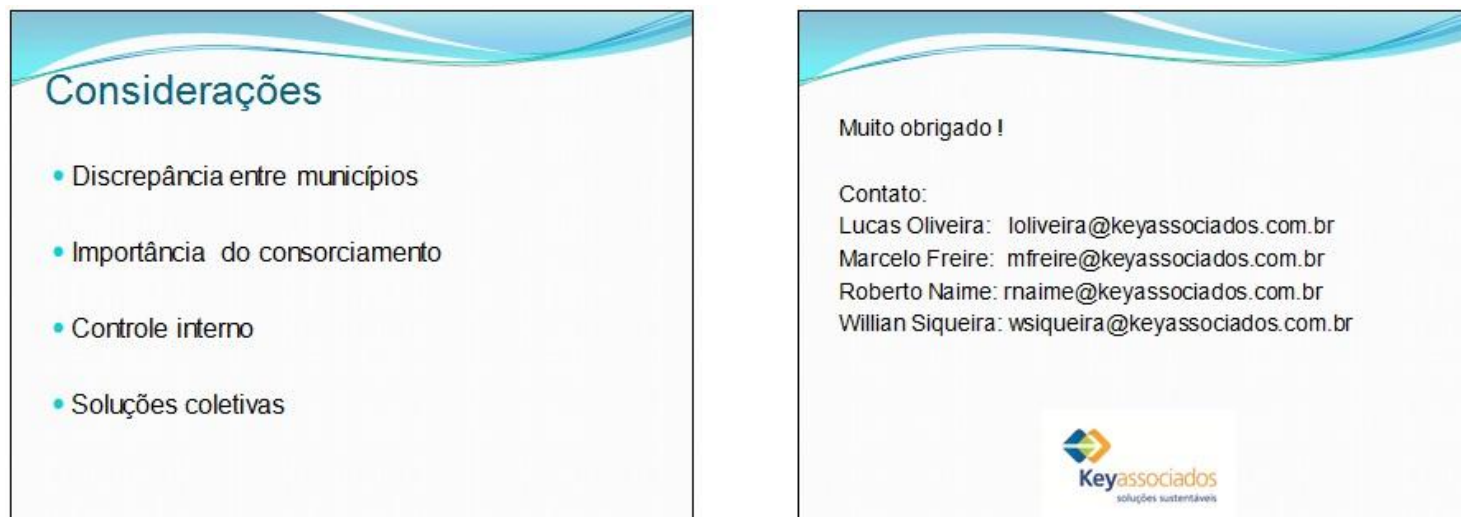 Considerações
• Discrepância entre municípios
• Importância do consorciamento
• Controle interno
• Soluções coletivas
Muito obrigado !
Contato:
Lucas Oliveira: loliveira@keyassociados.com.br
Marcelo Freire: mfreire@keyassociados.com.br
Roberto Naime: rnaime@keyassociados.com.br
Willian Siqueira: wsiqueira@keyassociados.com.br
Keyassociados
soluções sustentáveis